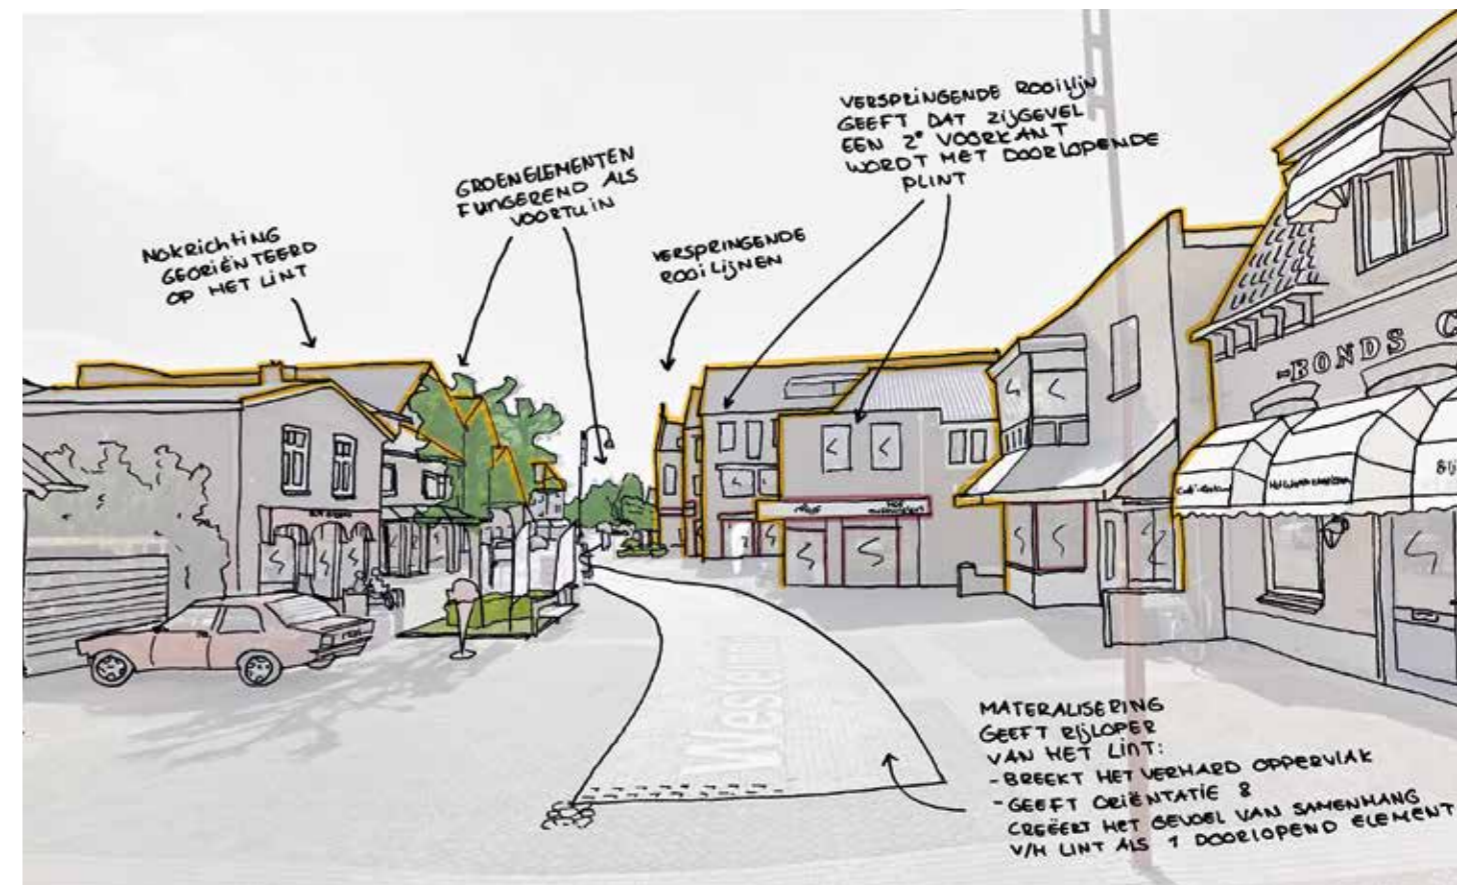 VERSPRINGENDE ROOILIJN
GEEFT DAT ZIJGEVEL
EEN 2e VOORKANT
WORDT MET DOORLOPENDE
PLINT
GROENELEMENTEN
FUNGEREND ALS
VOORTUIN
NOKRICHTING
GEORIËNTEERD
OP HET LINT
VERSPRINGENDE
ROOILIJNEN
-BONDS C
MATERALISERING
GEEFT RIJLOPER
VAN HET LINT:
-BREEKT HET VERHARD OPPERVLAK
-GEEFT ORIËNTATIE &
CREËERT HET GEVOEL VAN SAMENHANG
V/H LINT ALS 1 DOORLOPEND ELEMENT